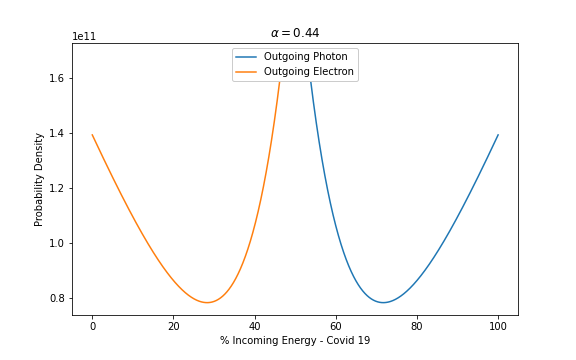 α = 0.44
1e11
Outgoing Photon
Outgoing Electron
1.6
1.4
1.2
1.0
0.8
Probability Density
0 20 40 60 80 100
% Incoming Energy - Covid 19